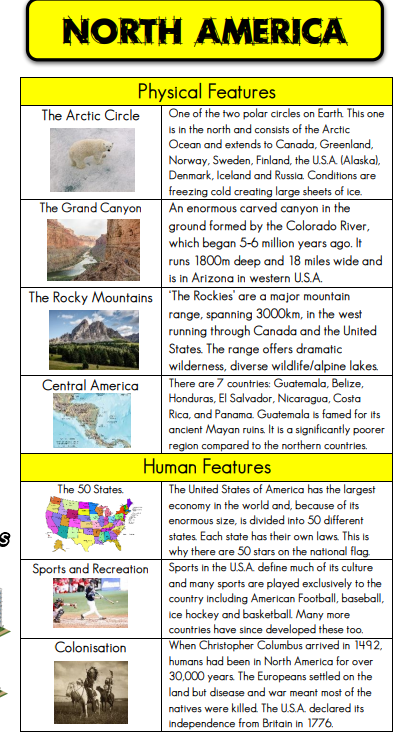 NORTH AMERICA
Physical Features
The Arctic Circle
One of the two polar circles on Earth. This one
is in the north and consists of the Arctic
Ocean and extends to Canada, Greenland,
Norway, Sweden, Finland, the U.S.A. (Alaska),
Denmark, Iceland and Russia. Conditions are
freezing cold creating large sheets of ice.
The Grand Canyon
An enormous carved canyon in the
ground formed by the Colorado River,
which began 5-6 million years ago. It
runs 1800m deep and 18 miles wide and
is in Arizona in western U.S.A.
The Rocky Mountains
'The Rockies' are a major mountain
range, spanning 3000km, in the west
running through Canada and the United
States. The range offers dramatic
wilderness, diverse wildlife/alpine lakes.
Central America
There are 7 countries: Guatemala, Belize,
Honduras, El Salvador, Nicaragua, Costa
Rica, and Panama. Guatemala is famed for its
ancient Mayan ruins. It is a significantly poorer
region compared to the northern countries.
Human Features
The 50 States.
The United States of America has the largest
economy in the world and, because of its
enormous size, is divided into 50 different
states. Each state has their own laws. This is
why there are 50 stars on the national flag.
Sports and Recreation
Sports in the U.S.A. define much of its culture
and many sports are played exclusively to the
country including American Football, baseball,
ice hockey and basketball. Many more
countries have since developed these too.
Colonisation
When Christopher Columbus arrived in 1492,
humans had been in North America for over
30,000 years. The Europeans settled on the
land but disease and war meant most of the
natives were killed. The U.S.A. declared its
independence from Britain in 1776.